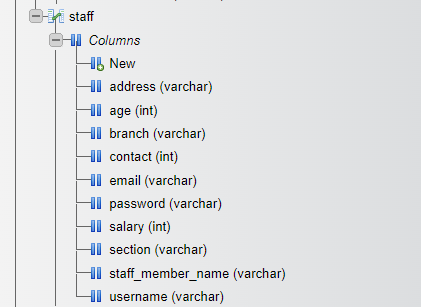 staff
Columns
New
address (varchar)
age (int)
branch (varchar)
contact (int)
email (varchar)
password (varchar)
salary (int)
section (varchar)
staff_member_name (varchar)
username (varchar)